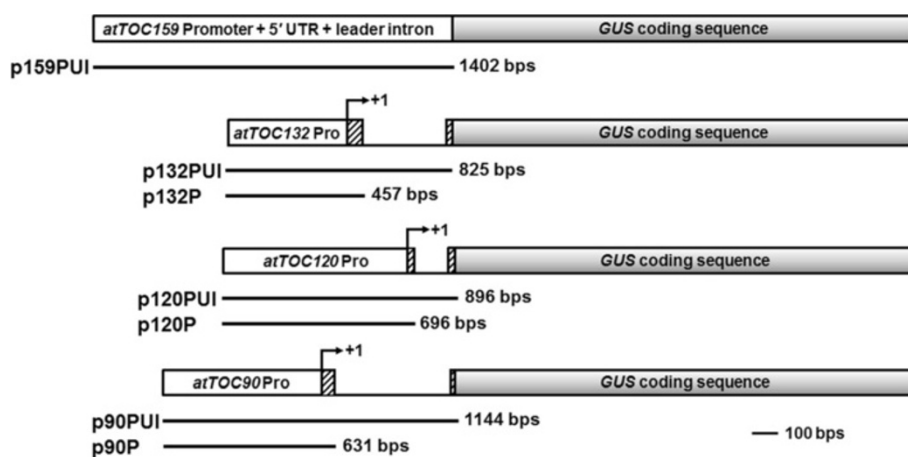 atTOC159 Promoter + 5' UTR + leader intron GUS coding sequence
p159PUI 1402 bps
+1
atTOC132 Pro GUS coding sequence
p132PUI 825 bps
p132P 457 bps
+1
atTOC120 Pro GUS coding sequence
p120PUI 896 bps
p120P 696 bps
+1
atTOC90 Pro GUS coding sequence
p90PUI 1144 bps
p90P 631 bps 100 bps